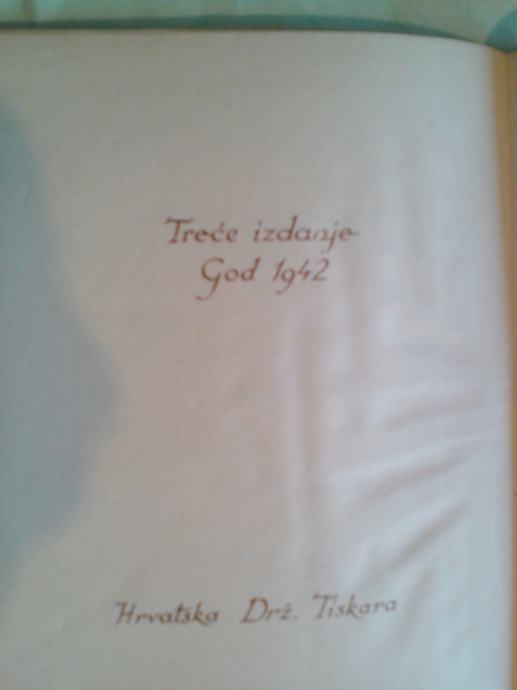 Treće izdanje
God 1942
Hrvatska Drž. Tiskara